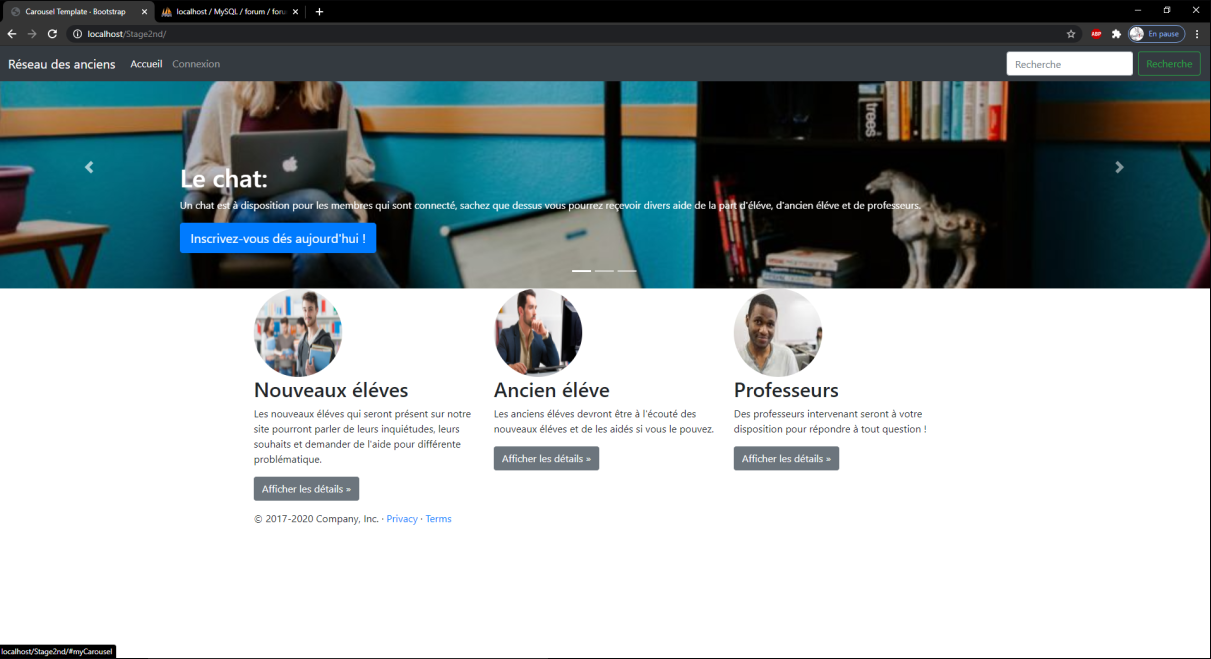 Carousel Template - Bootstrap
localhost / MySQL / forum / foru
localhost/Stage2nd/
ABP
En pause
Réseau des anciens Accueil Connexion
Recherche
Recherche
trees
Le chat:
Un chat est à disposition pour les membres qui sont connecté, sachez que dessus vous pourrez reçevoir divers aide de la part d'éléve, d'ancien éléve et de professeurs.
Inscrivez-vous dés aujourd'hui !
Nouveaux éléves
Les nouveaux éléves qui seront présent sur notre
site pourront parler de leurs inquiétudes, leurs
souhaits et demander de l'aide pour différente
problématique.
Afficher les détails »
Ancien éléve
Les anciens éléves devront être à l'écouté des
nouveaux éléves et de les aidés si vous le pouvez.
Afficher les détails »
Professeurs
Des professeurs intervenant seront à votre
disposition pour répondre à tout question !
Afficher les détails »
© 2017-2020 Company, Inc. · Privacy · Terms
localhost/Stage2nd/#myCarousel